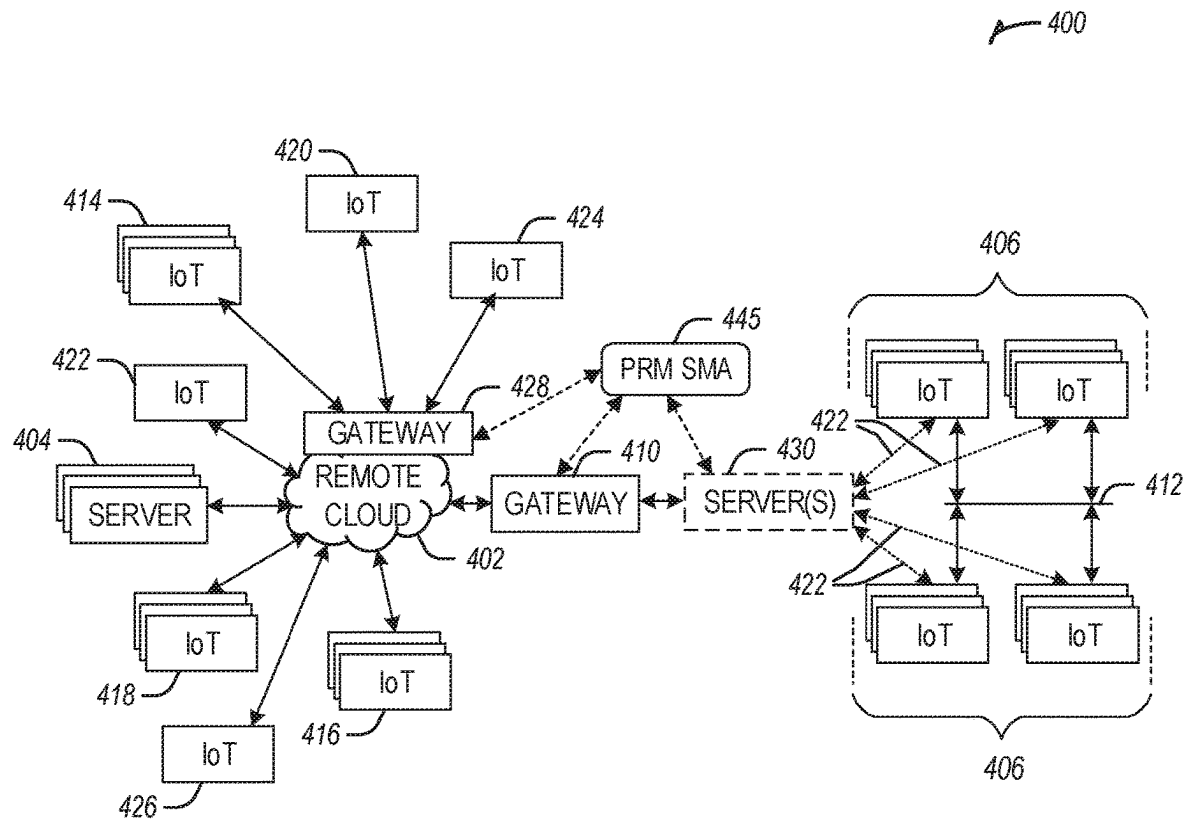 400
420
IoT
414
IoT
424
IoT
406
445
PRM SMA
IoT
IoT
422
IoT
428
GATEWAY
422
404
SERVER
REMOTE
CLOUD
402
410
GATEWAY
430
SERVER(S)
412
422
IoT
418
IoT
416
IoT
IoT
IoT
426
406